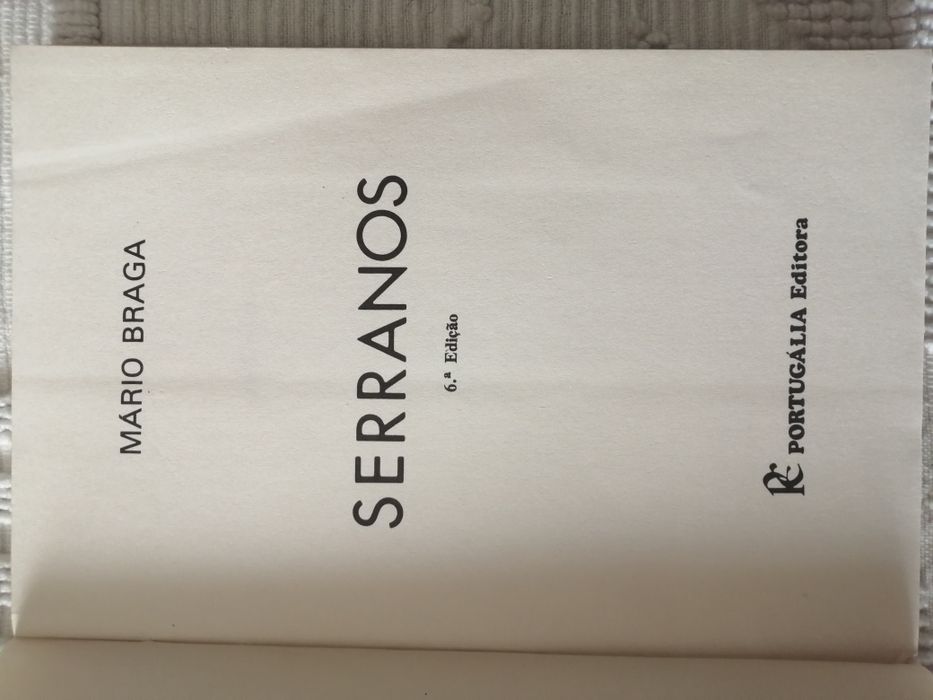 MÁRIO BRAGA
SERRANOS
6.ª Edição
PORTUGÁLIA Editora